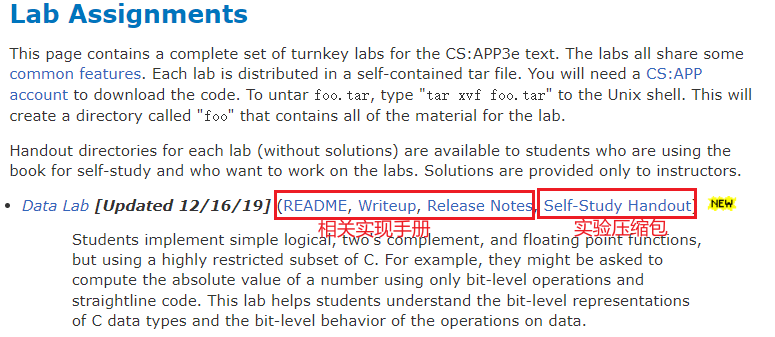 Lab Assignments
This page contains a complete set of turnkey labs for the CS:APP3e text. The labs all share some
common features. Each lab is distributed in a self-contained tar file. You will need a CS:APP
account to download the code. To untar foo.tar, type "tar xvf foo.tar" to the Unix shell. This will
create a directory called "foo" that contains all of the material for the lab.
Handout directories for each lab (without solutions) are available to students who are using the
book for self-study and who want to work on the labs. Solutions are provided only to instructors.
• Data Lab [Updated 12/16/19] (README, Writeup, Release Notes, Self-Study Handout) NEW
相关实现手册 实验压缩包
Students implement simple logical, two's complement, and floating point functions,
but using a highly restricted subset of C. For example, they might be asked to
compute the absolute value of a number using only bit-level operations and
straightline code. This lab helps students understand the bit-level representations
of C data types and the bit-level behavior of the operations on data.